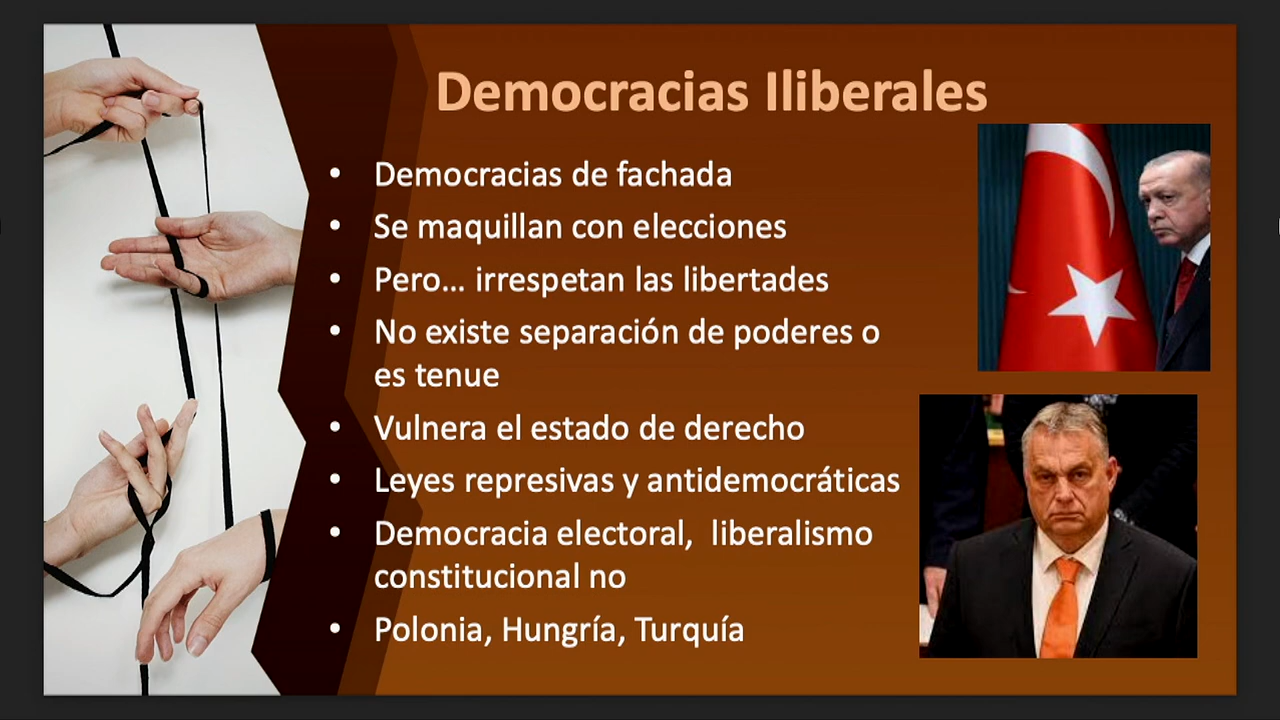 Democracias Iliberales
• Democracias de fachada
• Se maquillan con elecciones
• Pero... irrespetan las libertades
• No existe separación de poderes o
es tenue
• Vulnera el estado de derecho
• Leyes represivas y antidemocráticas
• Democracia electoral,  liberalismo
constitucional no
• Polonia, Hungría, Turquía